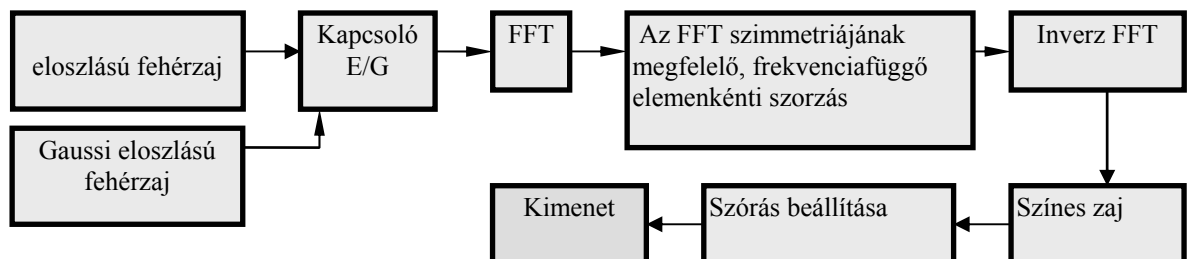 eloszlású fehérzaj
Kapcsoló
E/G
FFT
Az FFT szimmetriájának
megfelelő, frekvenciafüggő
elemenkénti szorzás
Inverz FFT
Gaussi eloszlású
fehérzaj
Kimenet
Szórás beállítása
Színes zaj